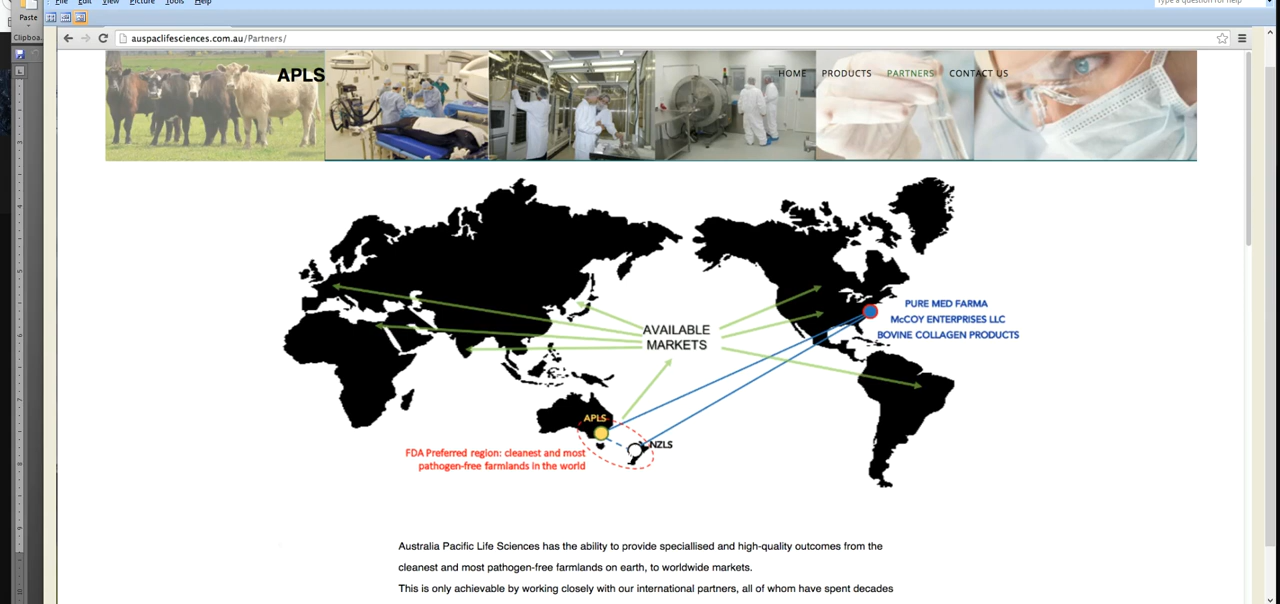 File Edit View Picture Tools Help
Type a question for help
Paste
Clipboa
auspaclifesciences.com.au/Partners/
APLS
HOME PRODUCTS PARTNERS CONTACT US
PURE MED FARMA
McCOY ENTERPRISES LLC
BOVINE COLLAGEN PRODUCTS
AVAILABLE
MARKETS
APLS
NZLS
FDA Preferred region: cleanest and most
pathogen-free farmlands in the world
Australia Pacific Life Sciences has the ability to provide speciallised and high-quality outcomes from the
cleanest and most pathogen-free farmlands on earth, to worldwide markets.
This is only achievable by working closely with our international partners, all of whom have spent decades